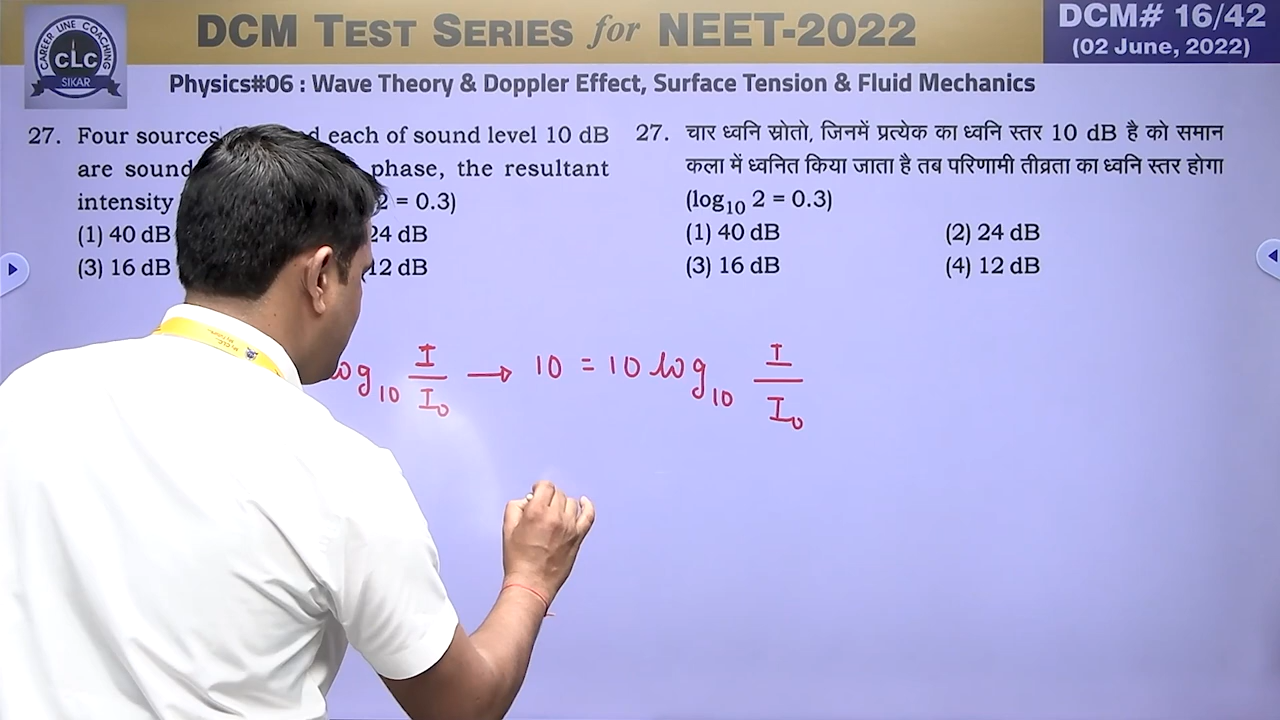 DCM TEST SERIES for NEET-2022
DCM# 16/42
(02 June, 2022)
CAREER LINE COACHING
CLC
SIKAR
Physics#06 : Wave Theory & Doppler Effect, Surface Tension & Fluid Mechanics
27. Four sources each of sound level 10 dB
are phase, the resultant
intensity 2 = 0.3)
(1) 40 dB 24 dB
(3) 16 dB 12 dB
27. चार ध्वनि स्रोतो, जिनमें प्रत्येक का ध्वनि स्तर 10 dB है को समान
कला में ध्वनित किया जाता है तब परिणामी तीव्रता का ध्वनि स्तर होगा
(log10 2 = 0.3)
(1) 40 dB (2) 24 dB
(3) 16 dB (4) 12 dB
log10 I/I0 → 10 = 10 log10 I/I0